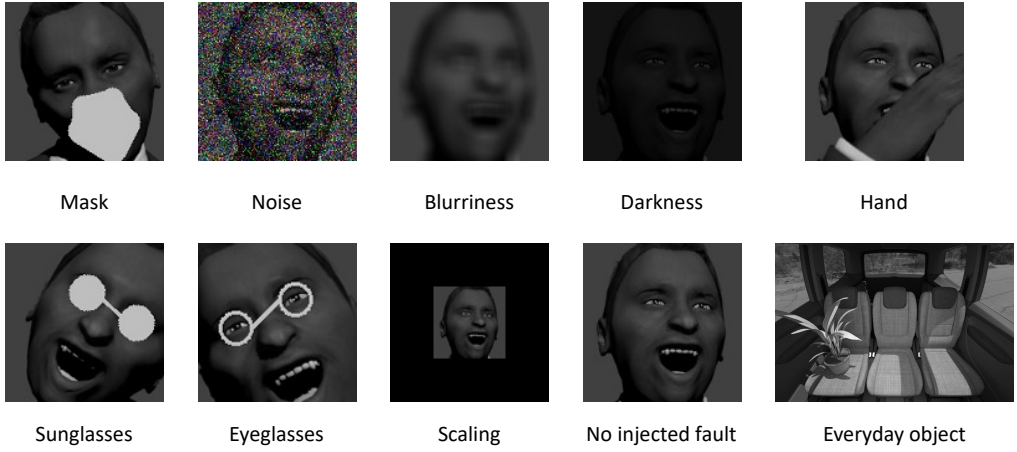 Mask
Noise
Blurriness
Darkness
Hand
Sunglasses
Eyeglasses
Scaling
No injected fault
Everyday object